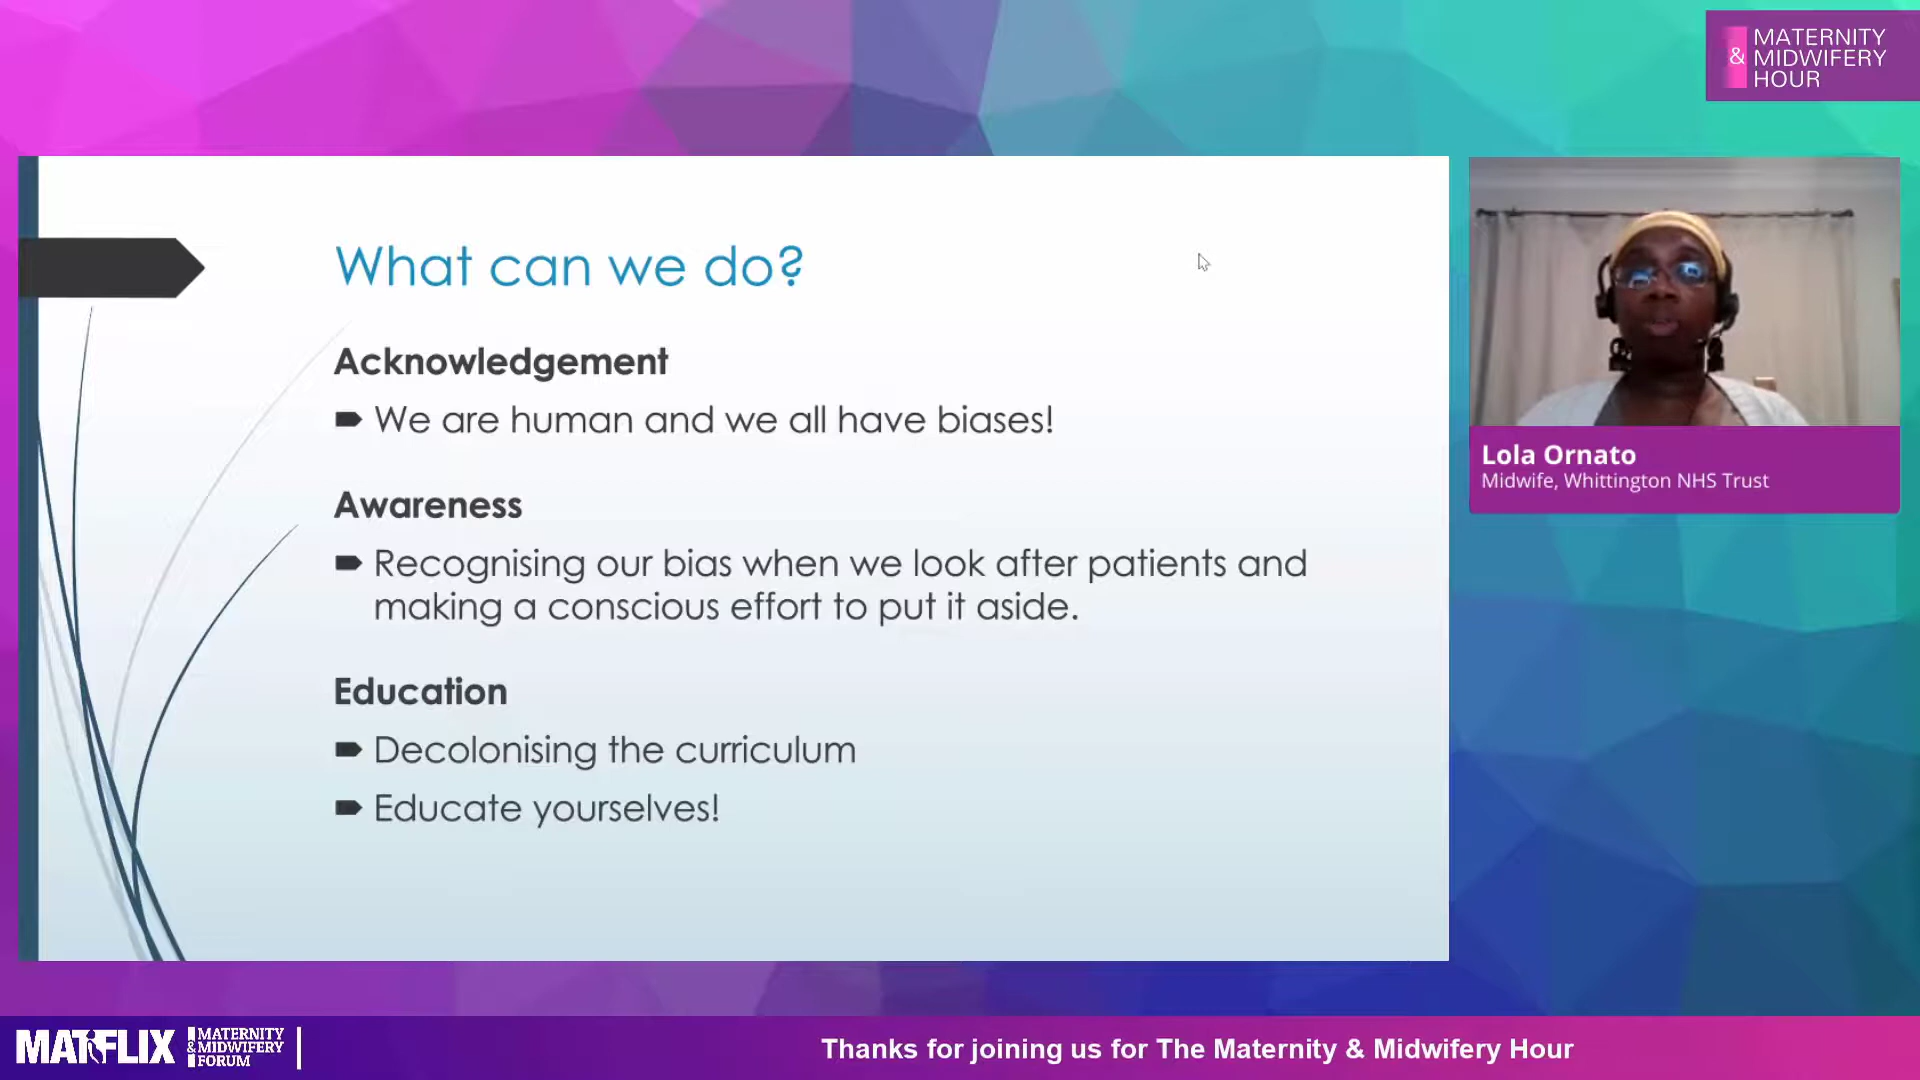 MATERNITY
& MIDWIFERY
HOUR
What can we do?
Acknowledgement
We are human and we all have biases!
Awareness
Recognising our bias when we look after patients and
making a conscious effort to put it aside.
Education
Decolonising the curriculum
Educate yourselves!
Lola Ornato
Midwife, Whittington NHS Trust
MATFLIX
MATERNITY
& MIDWIFERY
FORUM
Thanks for joining us for The Maternity & Midwifery Hour